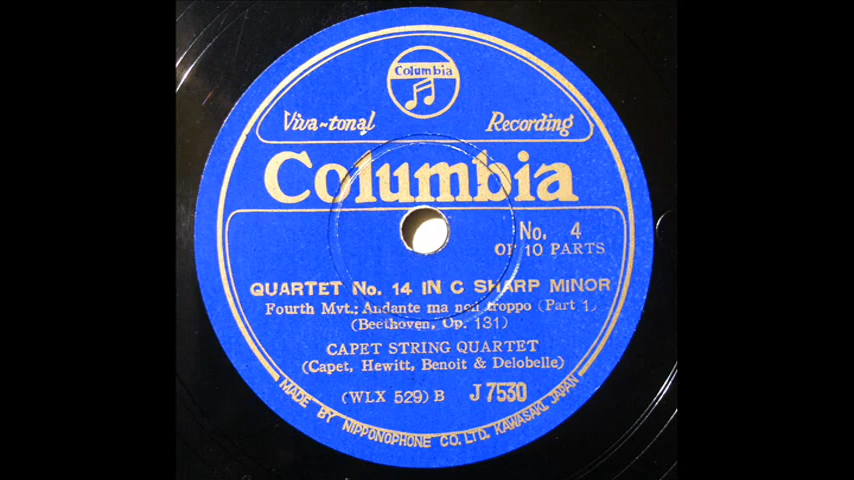 Columbia
Viva-tonal Recording
Columbia
No. 4
OF 10 PARTS
QUARTET No. 14 IN C SHARP MINOR
Fourth Mvt.: Andante ma non troppo (Part 1)
(Beethoven, Op. 131)
CAPET STRING QUARTET
(Capet, Hewitt, Benoit & Delobelle)
(WLX 529) B J 7530
MADE BY NIPPONOPHONE CO. LTD. KAWASAKI, JAPAN